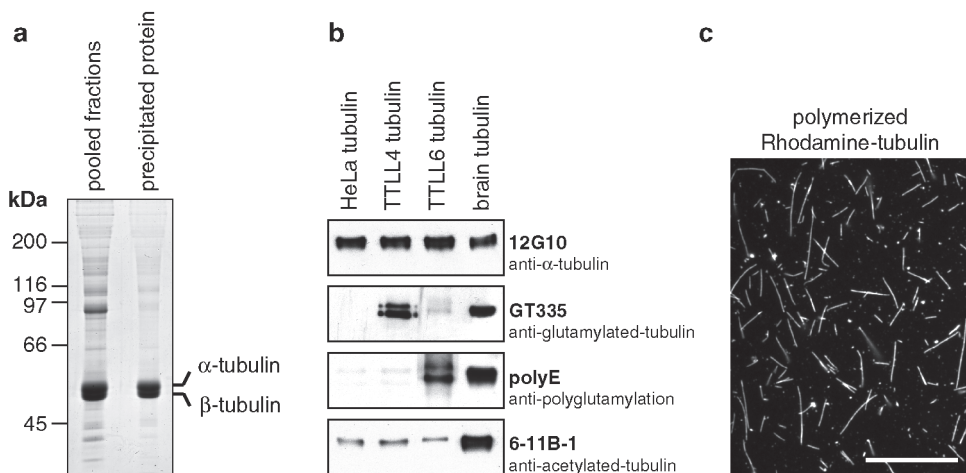 a
pooled fractions
precipitated protein
kDa
200
116
97
66
45
α-tubulin
β-tubulin
b
HeLa tubulin
TTLL4 tubulin
TTLL6 tubulin
brain tubulin
12G10
anti-α-tubulin
GT335
anti-glutamylated-tubulin
polyE
anti-polyglutamylation
6-11B-1
anti-acetylated-tubulin
c
polymerized
Rhodamine-tubulin